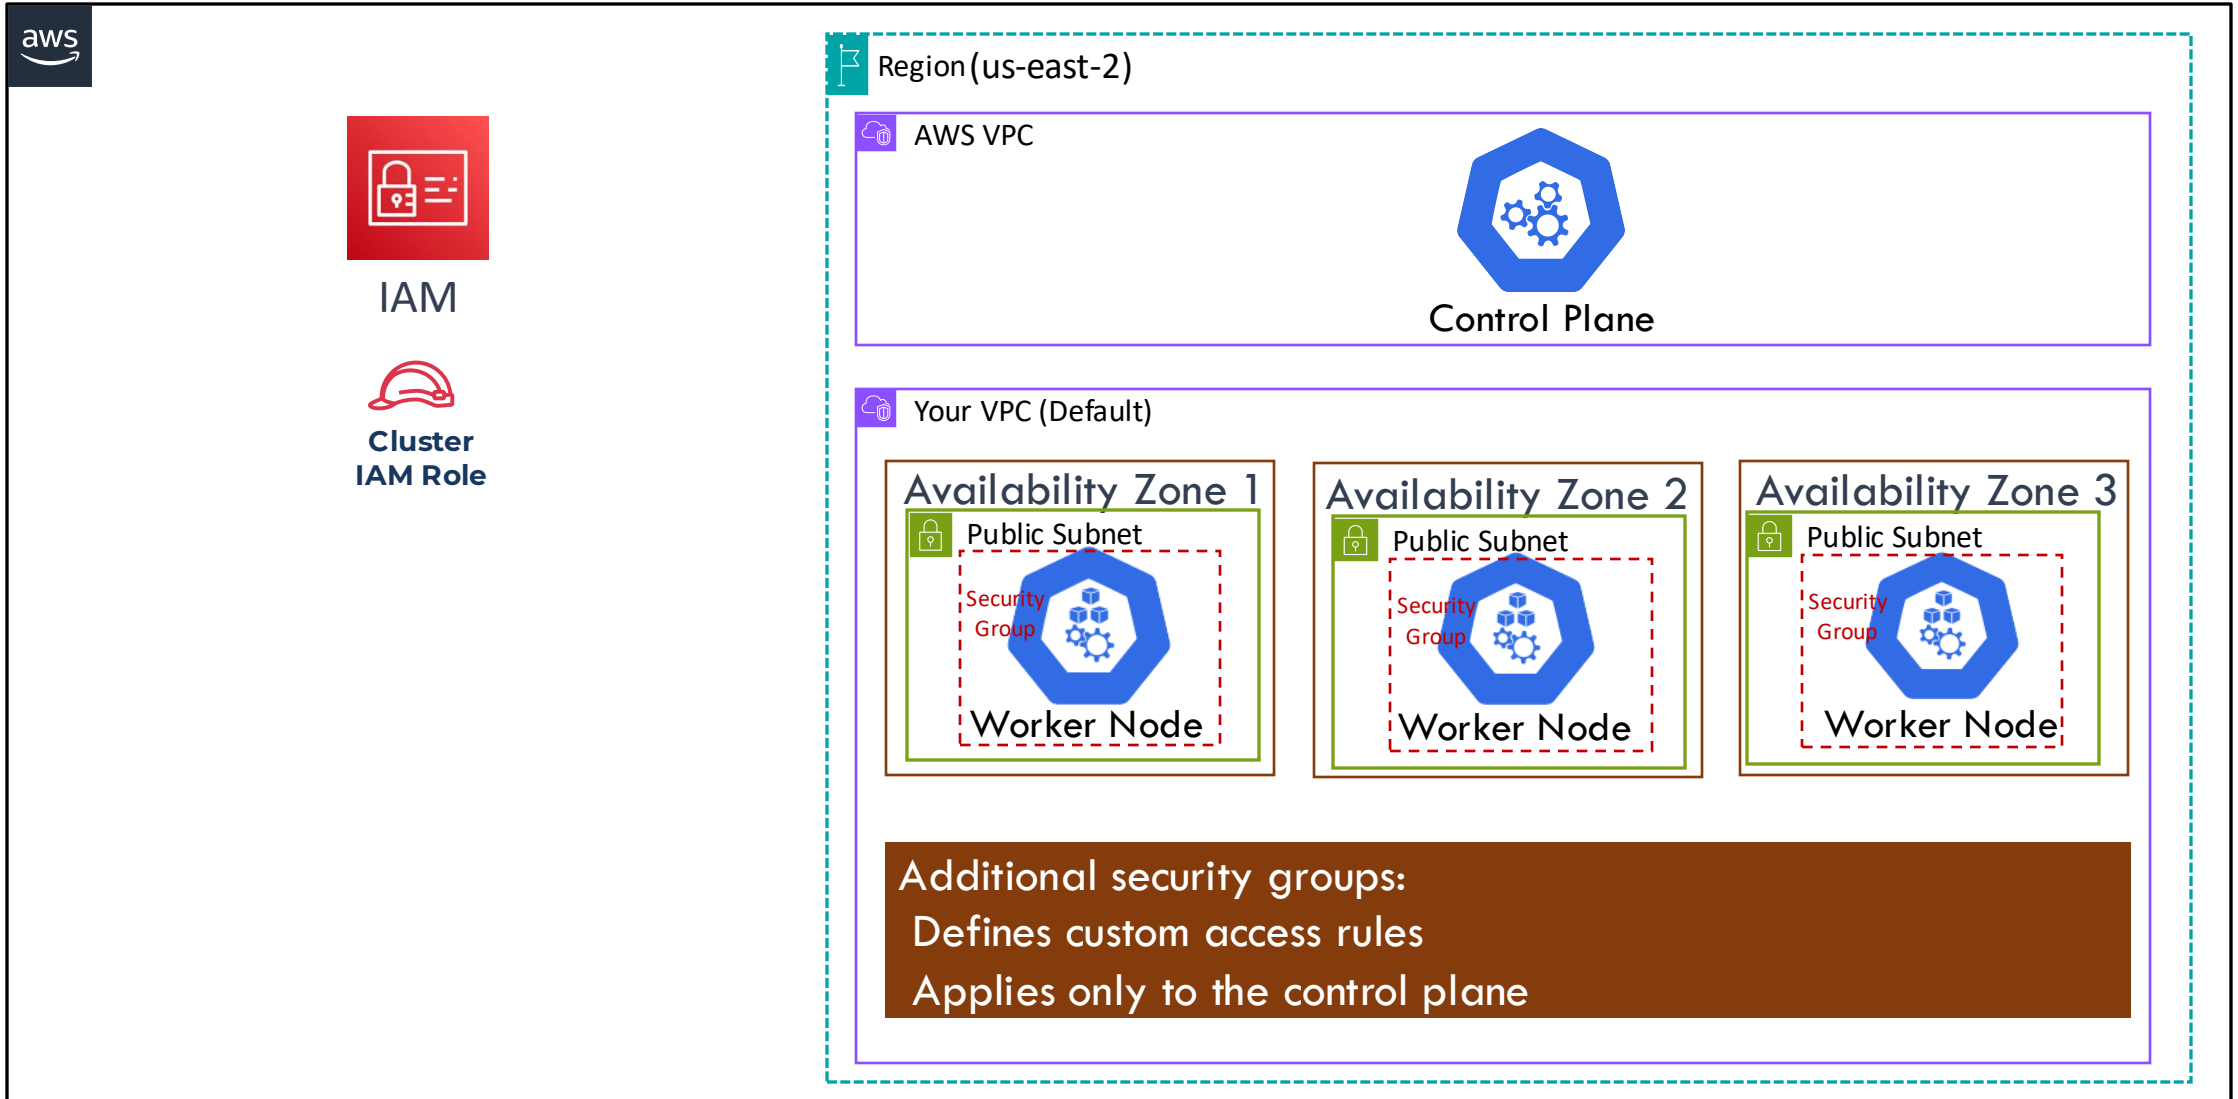 aws
IAM
Cluster
IAM Role
Region (us-east-2)
AWS VPC
Control Plane
Your VPC (Default)
Availability Zone 1
Public Subnet
Security
Group
Worker Node
Availability Zone 2
Public Subnet
Security
Group
Worker Node
Availability Zone 3
Public Subnet
Security
Group
Worker Node
Additional security groups:
Defines custom access rules
Applies only to the control plane